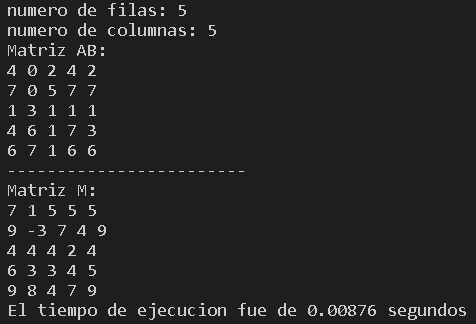 numero de filas: 5
numero de columnas: 5
Matriz AB:
4 0 2 4 2
7 0 5 7 7
1 3 1 1 1
4 6 1 7 3
6 7 1 6 6
------------------------
Matriz M:
7 1 5 5 5
9 -3 7 4 9
4 4 4 2 4
6 3 3 4 5
9 8 4 7 9
El tiempo de ejecucion fue de 0.00876 segundos